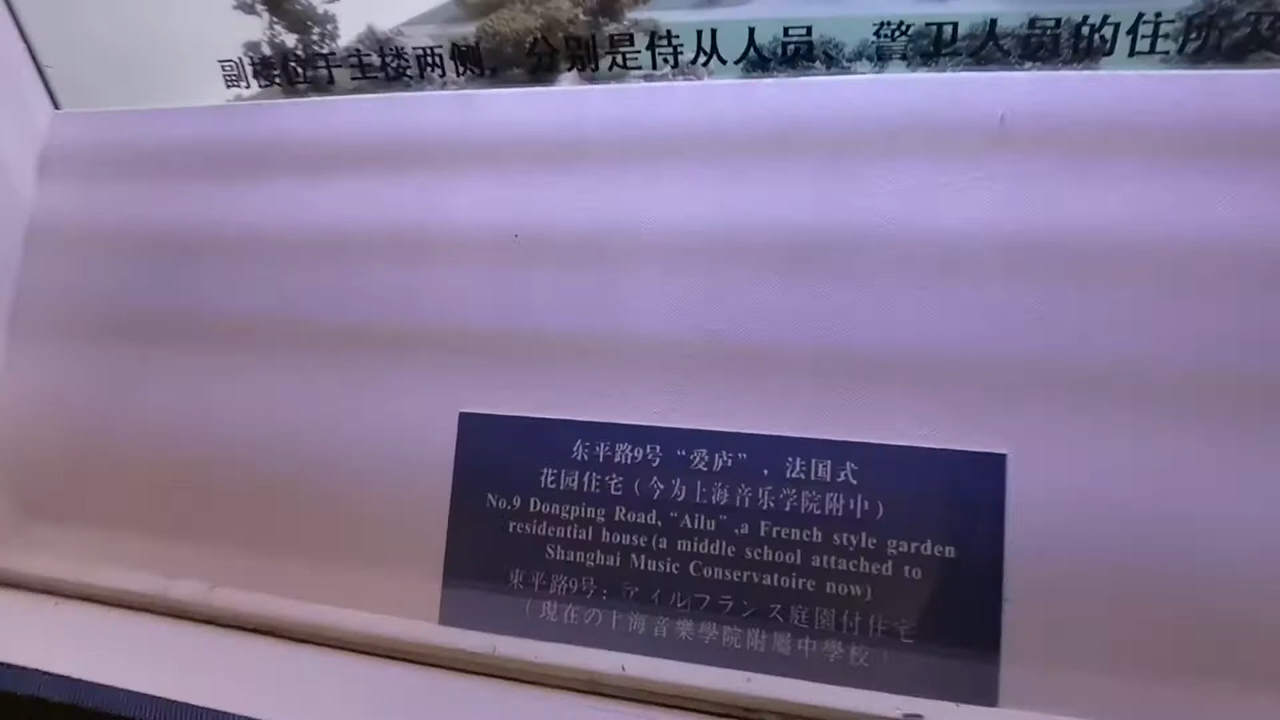 副楼位于主楼两侧，分别是侍从人员、警卫人员的住所及
东平路9号“爱庐”，法国式
花园住宅（今为上海音乐学院附中）
No.9 Dongping Road, “Ailu” ,a French style garden
residential house (a middle school attached to
Shanghai Music Conservatoire now)
東平路9号：アィルフランス庭園付住宅
（現在の上海音樂學院附屬中學校）